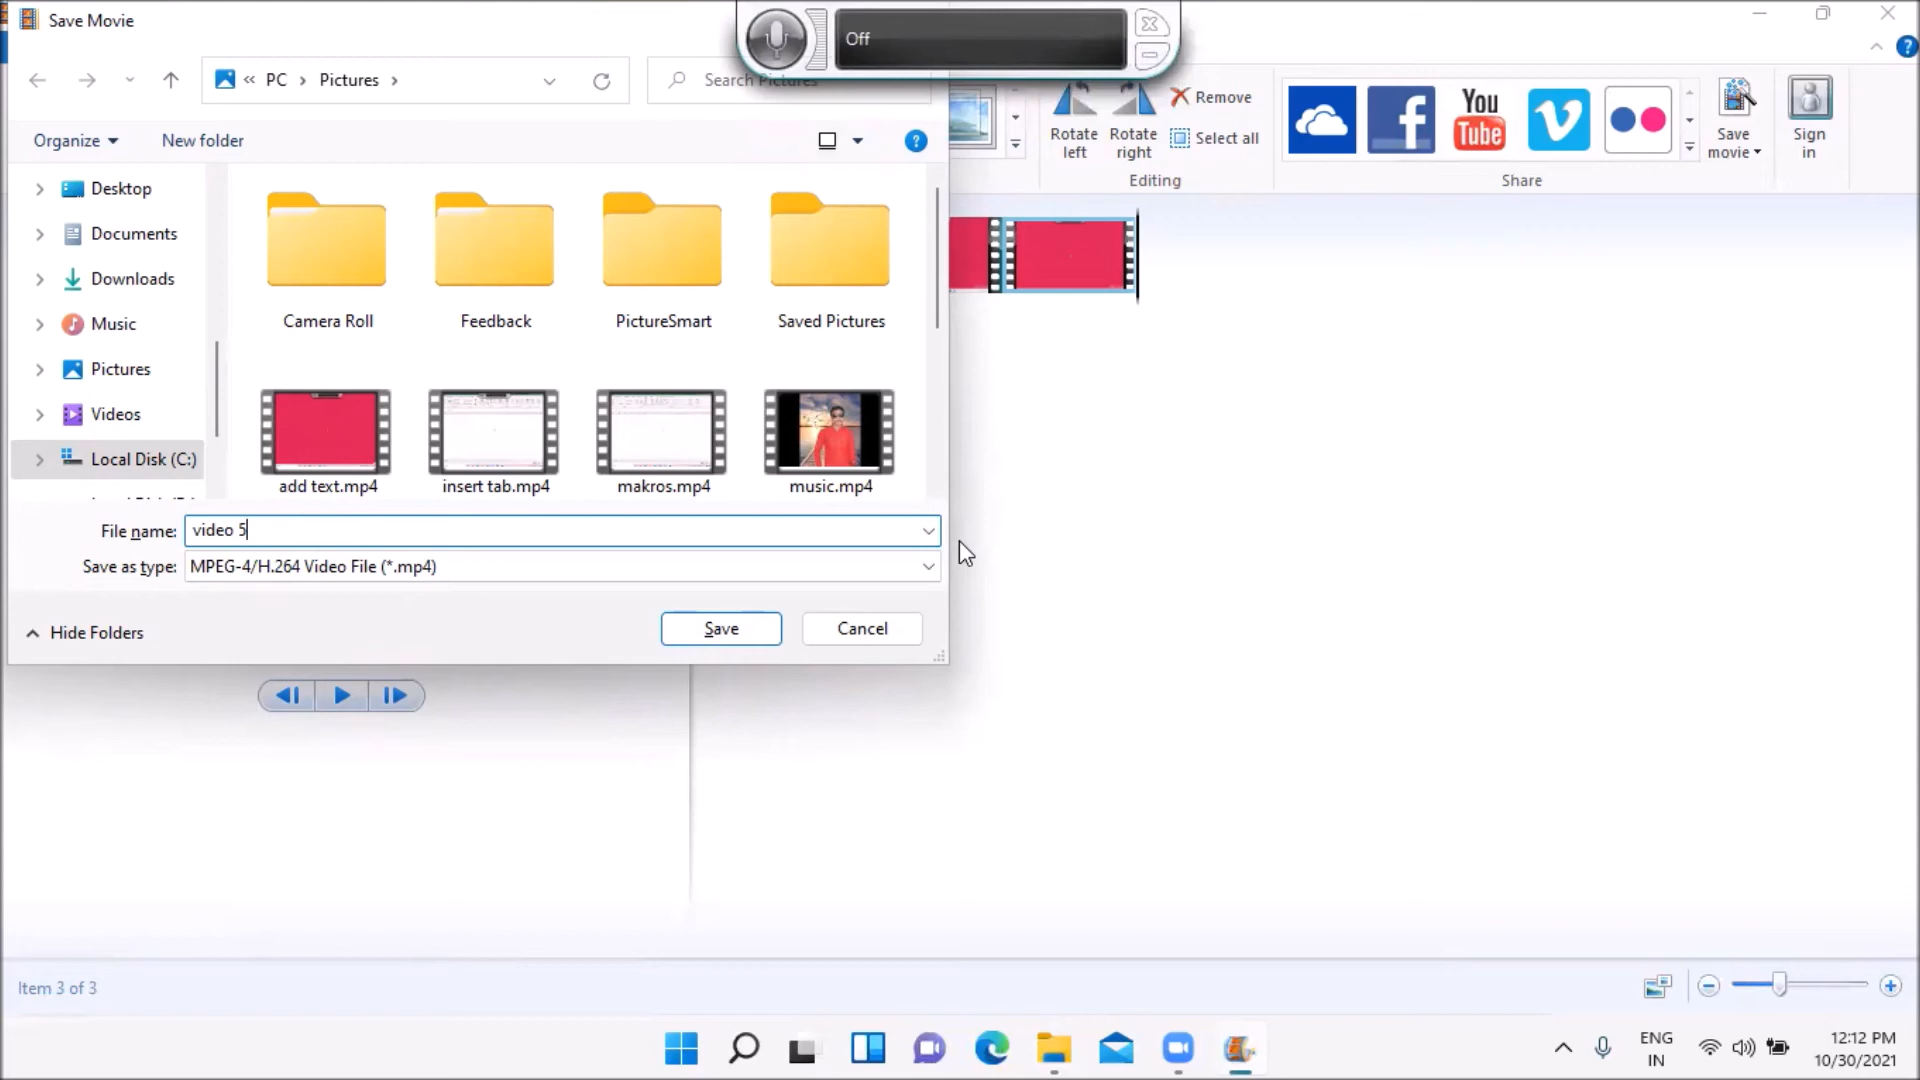 Save Movie
Off
PC
Pictures
Search Pictures
Organize
New folder
Rotate left
Rotate right
Remove
Select all
Editing
f
You Tube
Share
Save movie
Sign in
Desktop
Documents
Downloads
Music
Pictures
Videos
Local Disk (C:)
Camera Roll
Feedback
PictureSmart
Saved Pictures
add text.mp4
insert tab.mp4
makros.mp4
music.mp4
File name:
video 5
Save as type:
MPEG-4/H.264 Video File (*.mp4)
Hide Folders
Save
Cancel
Item 3 of 3
ENG
IN
12:12 PM
10/30/2021